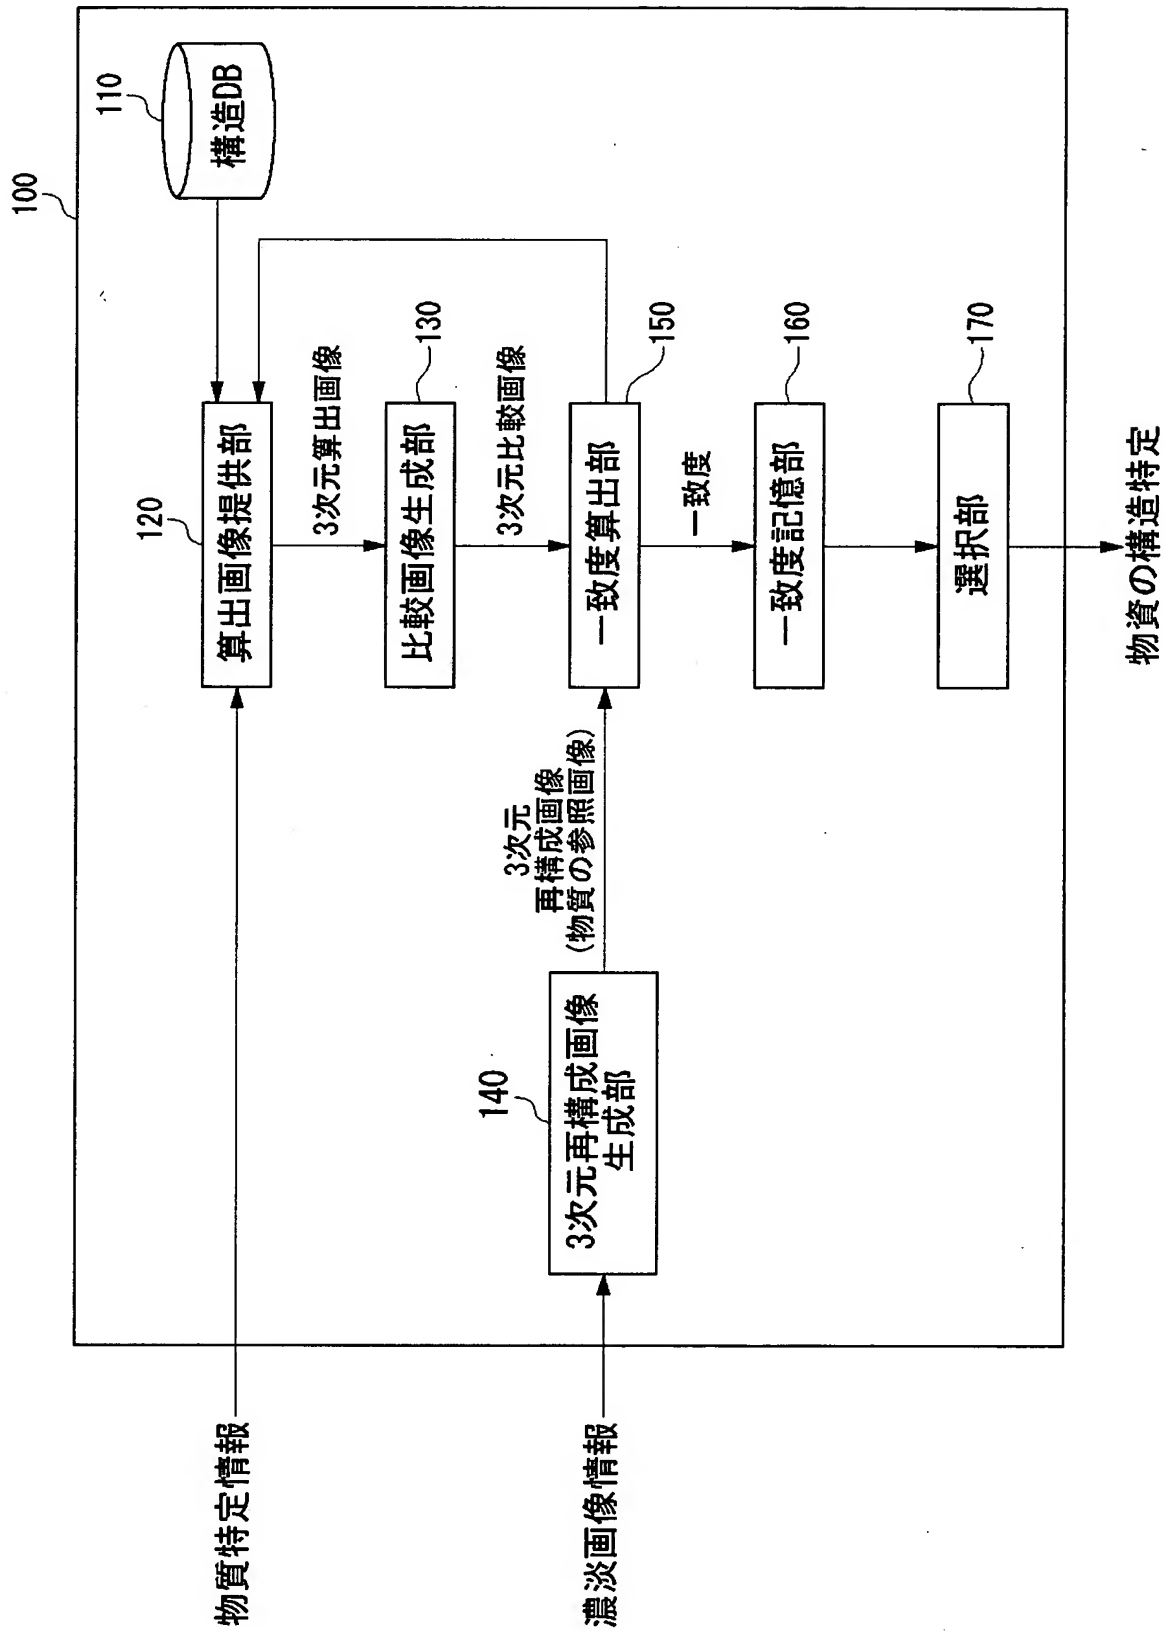 100
110
構造DB
物質特定情報
120
算出画像提供部
3次元算出画像
130
比較画像生成部
3次元比較画像
濃淡画像情報
140
3次元再構成画像
生成部
3次元
再構成画像
(物質の参照画像)
150
一致度算出部
一致度
160
一致度記憶部
170
選択部
物資の構造特定